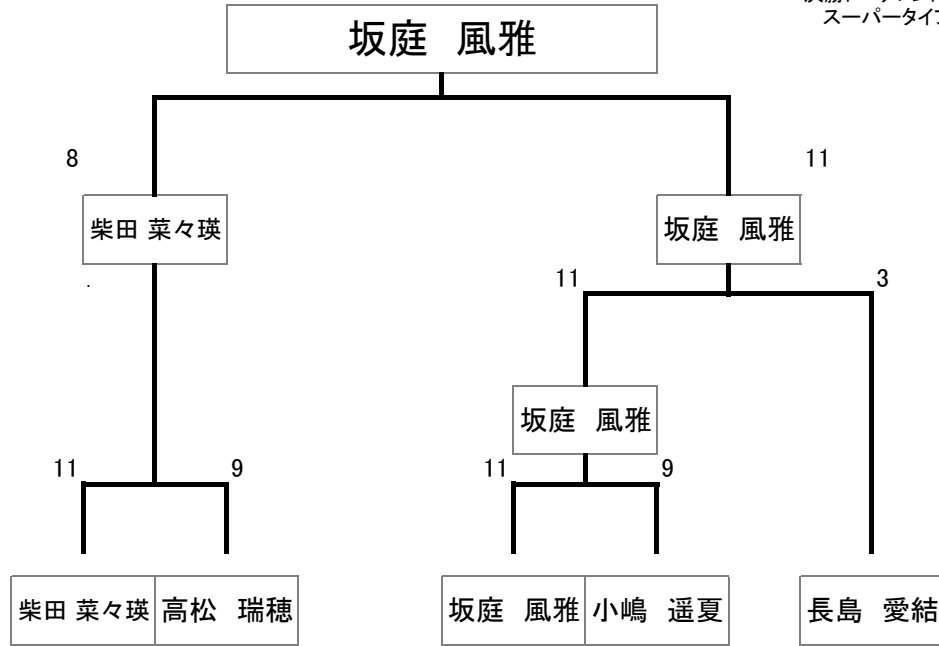 スーパータイブ
坂庭 風雅
8
11
柴田 菜々瑛
坂庭 風雅
11
3
坂庭 風雅
11
9
11
9
柴田 菜々瑛
高松 瑞穂
坂庭 風雅
小嶋 遥夏
長島 愛結